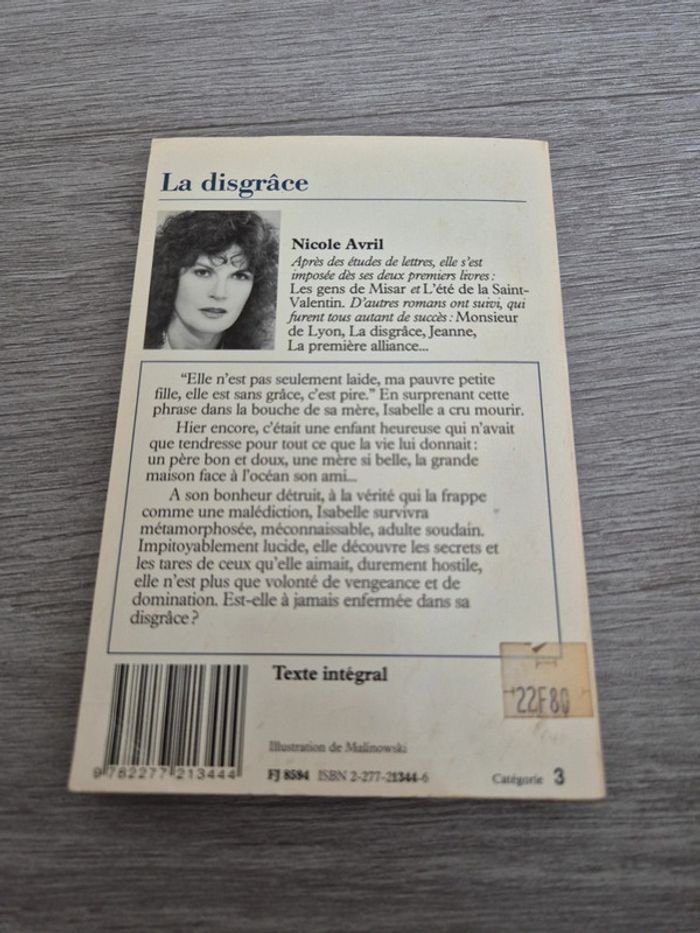 La disgrâce
Nicole Avril
Après des études de lettres, elle s'est
imposée dès ses deux premiers livres :
Les gens de Misar et L'été de la Saint-
Valentin. D'autres romans ont suivi, qui
furent tous autant de succès : Monsieur
de Lyon, La disgrâce, Jeanne,
La première alliance...
"Elle n'est pas seulement laide, ma pauvre petite
fille, elle est sans grâce, c'est pire." En surprenant cette
phrase dans la bouche de sa mère, Isabelle a cru mourir.
Hier encore, c'était une enfant heureuse qui n'avait
que tendresse pour tout ce que la vie lui donnait :
un père bon et doux, une mère si belle, la grande
maison face à l'océan son ami...
A son bonheur détruit, à la vérité qui la frappe
comme une malédiction, Isabelle survivra
métamorphosée, méconnaissable, adulte soudain.
Impitoyablement lucide, elle découvre les secrets et
les tares de ceux qu'elle aimait, durement hostile,
elle n'est plus que volonté de vengeance et de
domination. Est-elle à jamais enfermée dans sa
disgrâce ?
22F80
Texte intégral
Illustration de Malinowski
9 782277 213444
FJ 8594 ISBN 2-277-21344-6
Catégorie 3